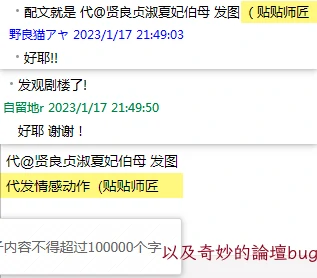 • 配文就是 代@贤良贞淑夏妃伯母 发图 （贴贴师匠
野良猫アヤ 2023/1/17 21:49:03
• 好耶!!
• 发观剧楼了!
自留地r 2023/1/17 21:49:50
好耶 谢谢！
代@贤良贞淑夏妃伯母 发图
代发情感动作（贴贴师匠
子内容不得超过100000个字
以及奇妙的論壇bug